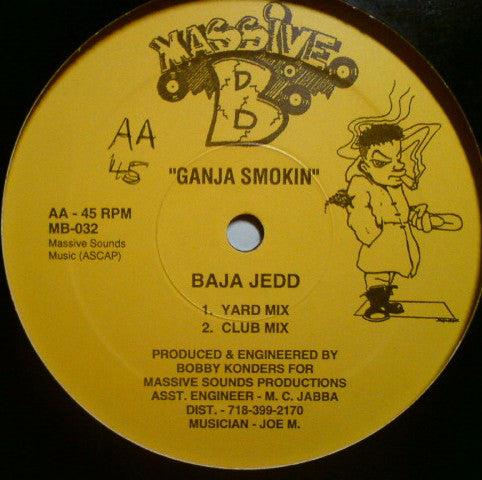 MASSIVE
B
D
D
AA
45
"GANJA SMOKIN"
AA - 45 RPM
MB-032
Massive Sounds
Music (ASCAP)
BAJA JEDD
1. YARD MIX
2. CLUB MIX
PRODUCED & ENGINEERED BY
BOBBY KONDERS FOR
MASSIVE SOUNDS PRODUCTIONS
ASST. ENGINEER - M. C. JABBA
DIST. - 718-399-2170
MUSICIAN - JOE M.